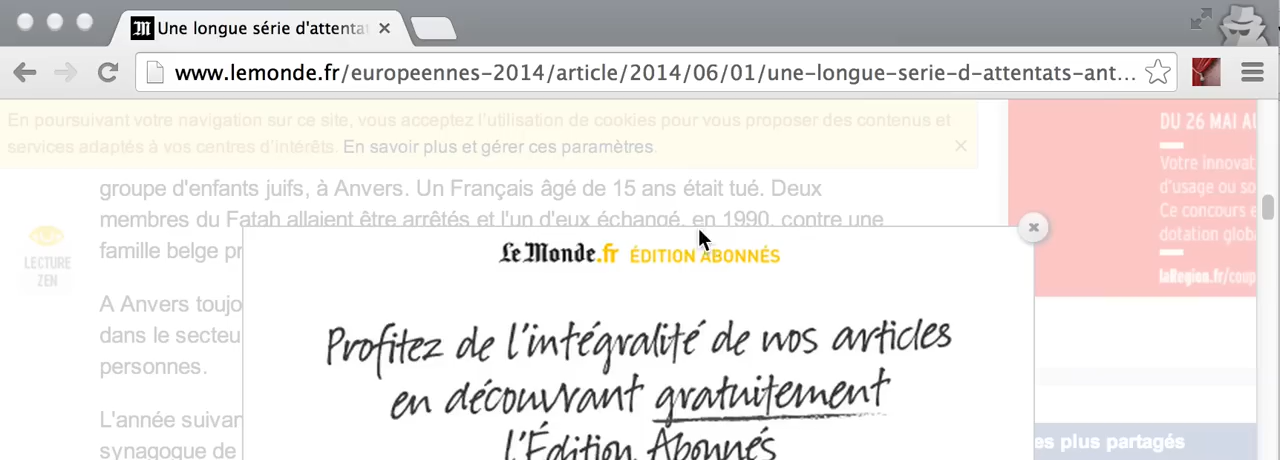 Une longue série d'attenta
www.lemonde.fr/europeennes-2014/article/2014/06/01/une-longue-serie-d-attentats-ant...
En poursuivant votre navigation sur ce site, vous acceptez l'utilisation de cookies pour vous proposer des contenus et
services adaptés à vos centres d'intérêts. En savoir plus et gérer ces paramètres.
groupe d'enfants juifs, à Anvers. Un Français âgé de 15 ans était tué. Deux
membres du Fatah allaient être arrêtés et l'un d'eux échangé, en 1990, contre une
famille belge pr
LECTURE
ZEN
A Anvers toujo
dans le secteu
personnes.
L'année suivan
synagogue de
Le Monde.fr ÉDITION ABONNÉS
Profitez de l'intégralité de nos articles
en découvrant gratuitement
l'Édition Abonnés
DU 26 MAI AU
Votre innovat
d'usage ou so
Ce concours e
dotation globa
laRegion.fr/coup
es plus partagés